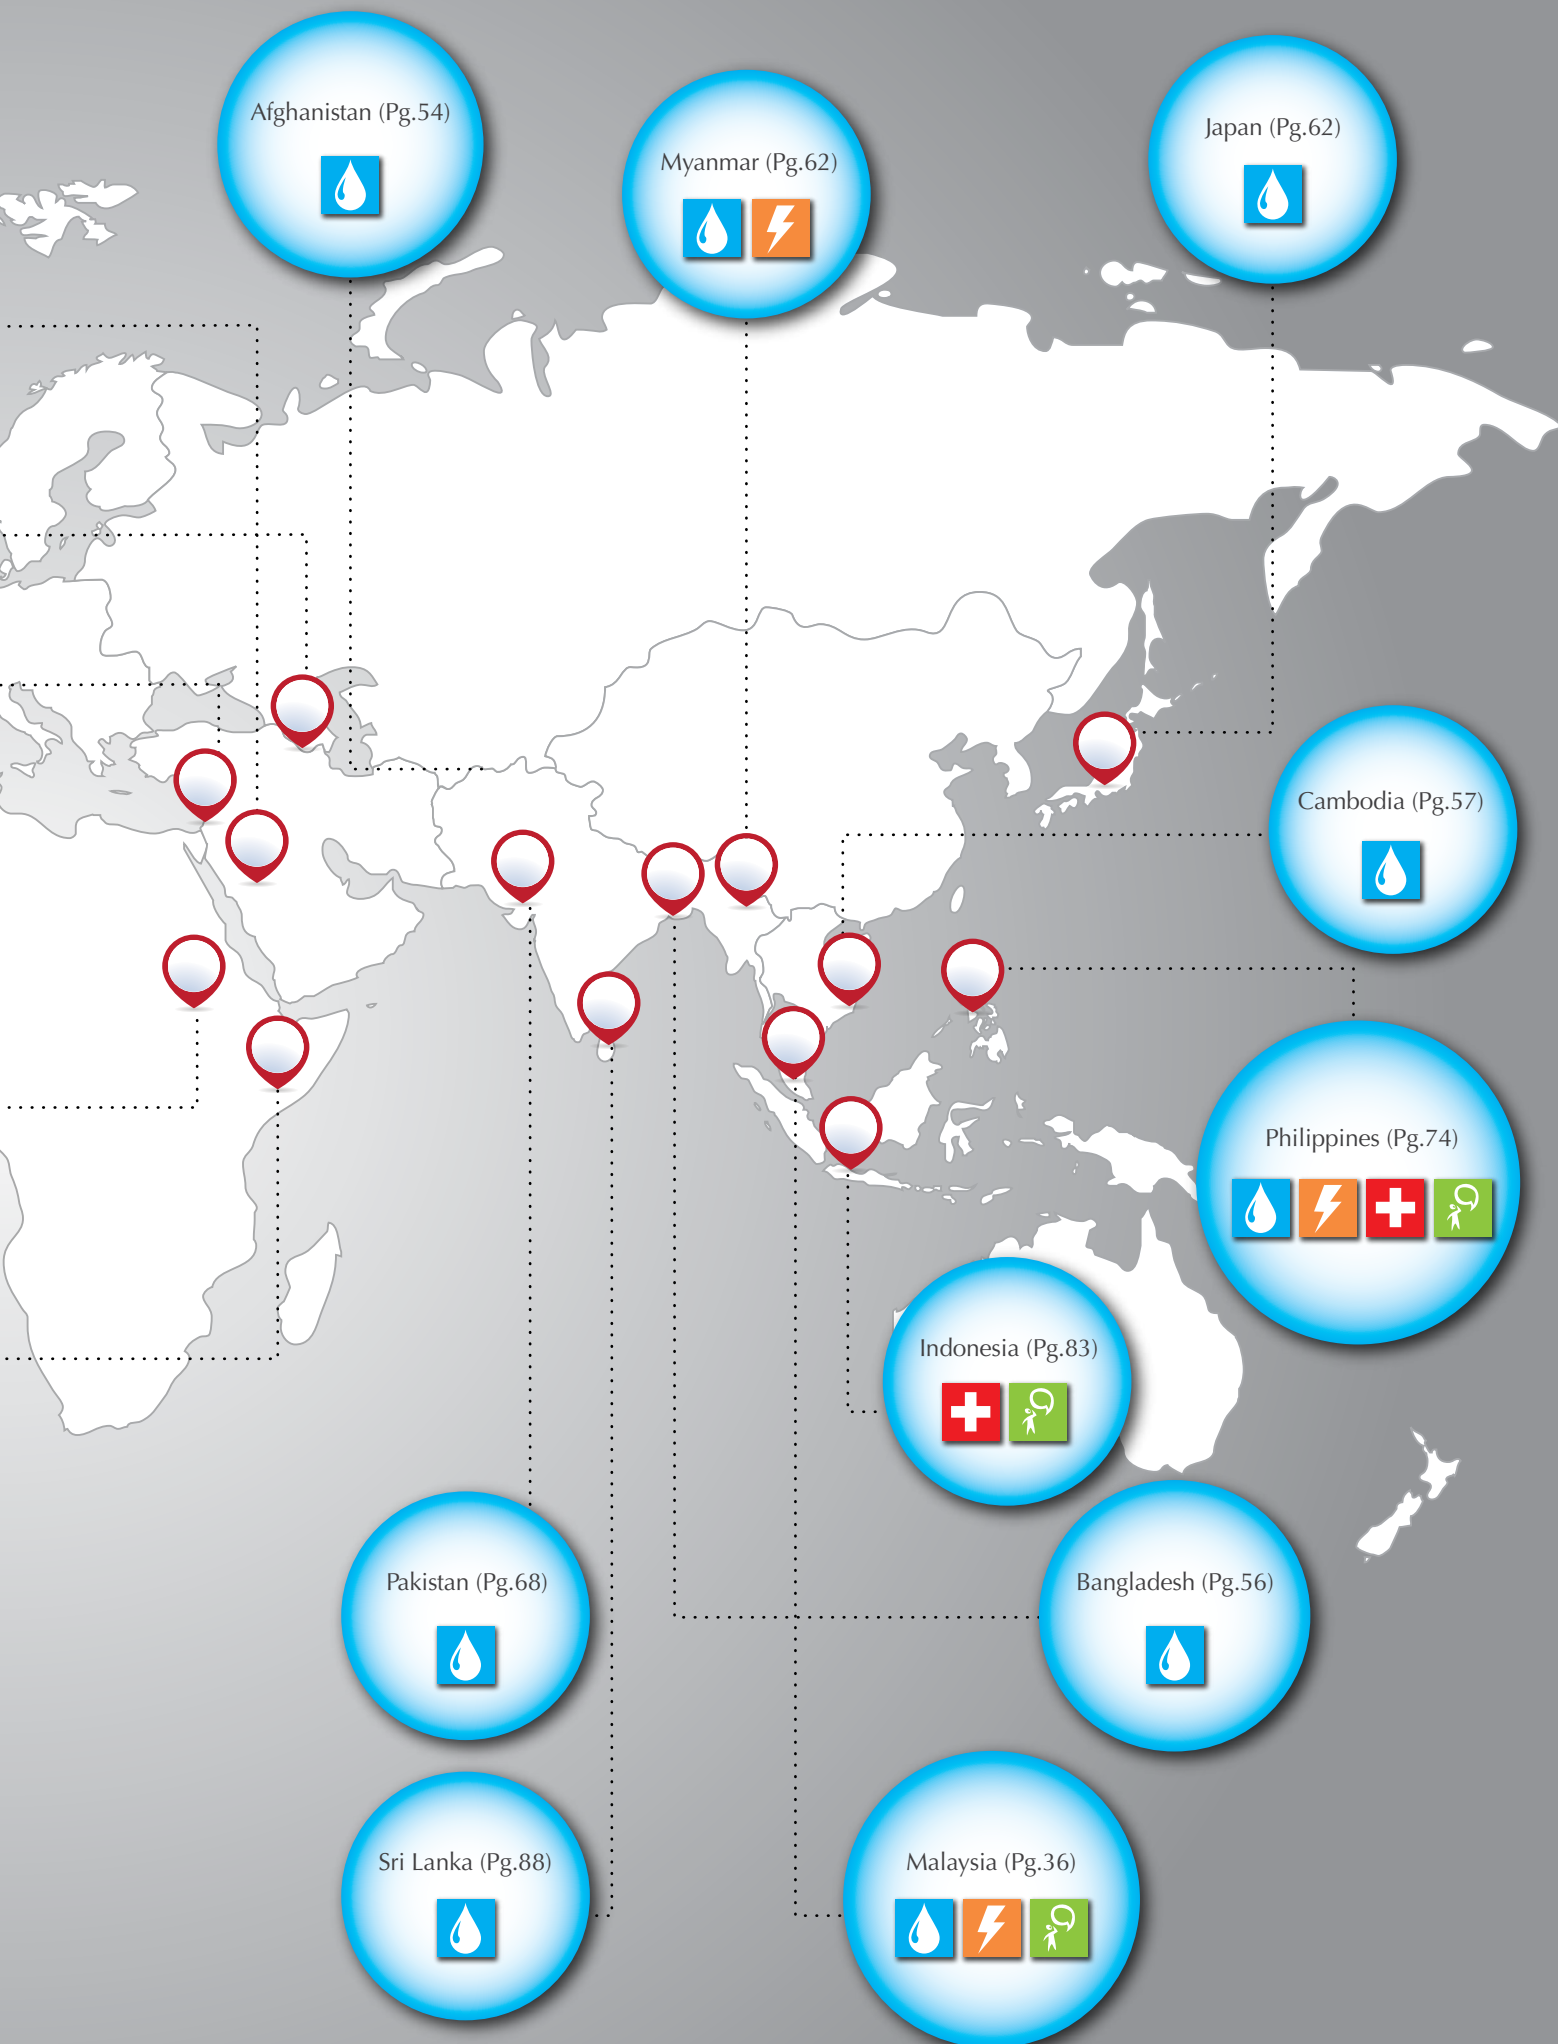 Afghanistan (Pg.54)
Myanmar (Pg.62)
Japan (Pg.62)
Cambodia (Pg.57)
Philippines (Pg.74)
Indonesia (Pg.83)
Pakistan (Pg.68)
Bangladesh (Pg.56)
Sri Lanka (Pg.88)
Malaysia (Pg.36)